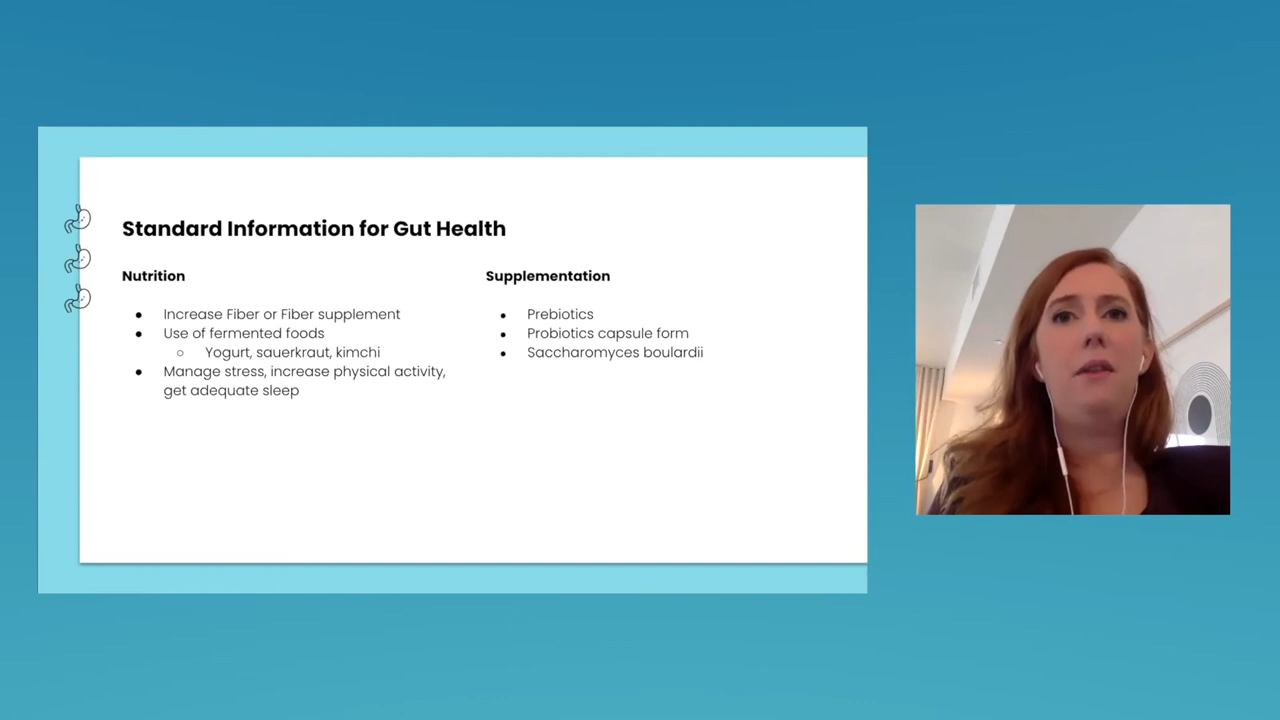 Standard Information for Gut Health
Nutrition
● Increase Fiber or Fiber supplement
● Use of fermented foods
○ Yogurt, sauerkraut, kimchi
● Manage stress, increase physical activity,
get adequate sleep
Supplementation
● Prebiotics
● Probiotics capsule form
● Saccharomyces boulardii